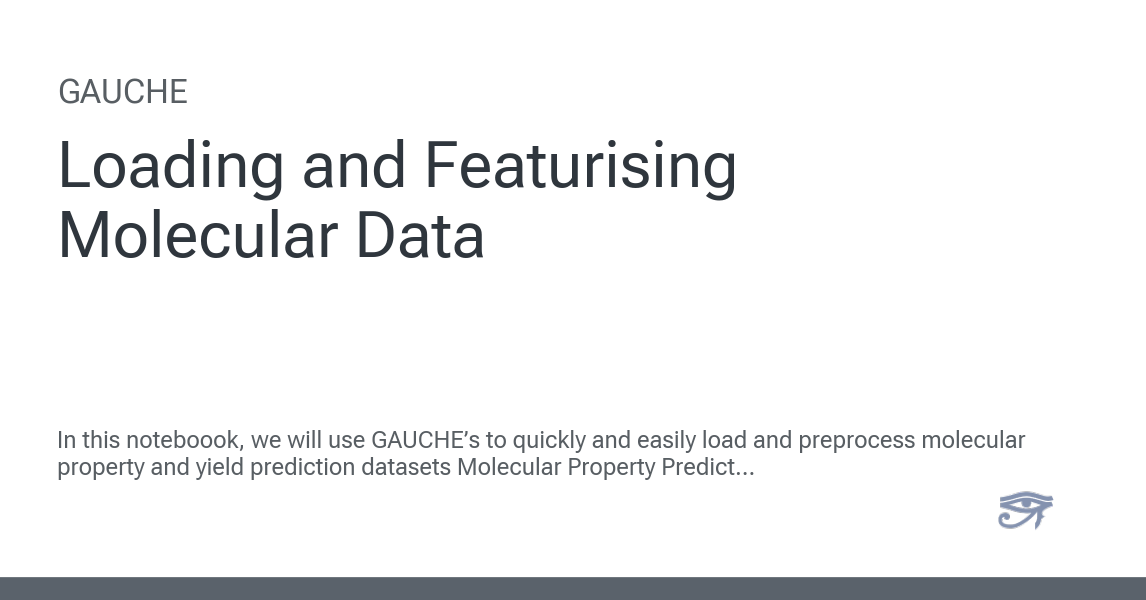 GAUCHE
Loading and Featurising
Molecular Data
In this noteboook, we will use GAUCHE’s to quickly and easily load and preprocess molecular
property and yield prediction datasets Molecular Property Predict...